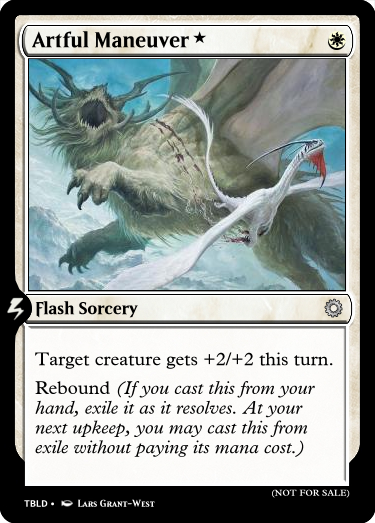 Artful Maneuver ★
Flash Sorcery
Target creature gets +2/+2 this turn.
Rebound (If you cast this from your
hand, exile it as it resolves. At your
next upkeep, you may cast this from
exile without paying its mana cost.)
(NOT FOR SALE)
TBLD • Lars Grant-West